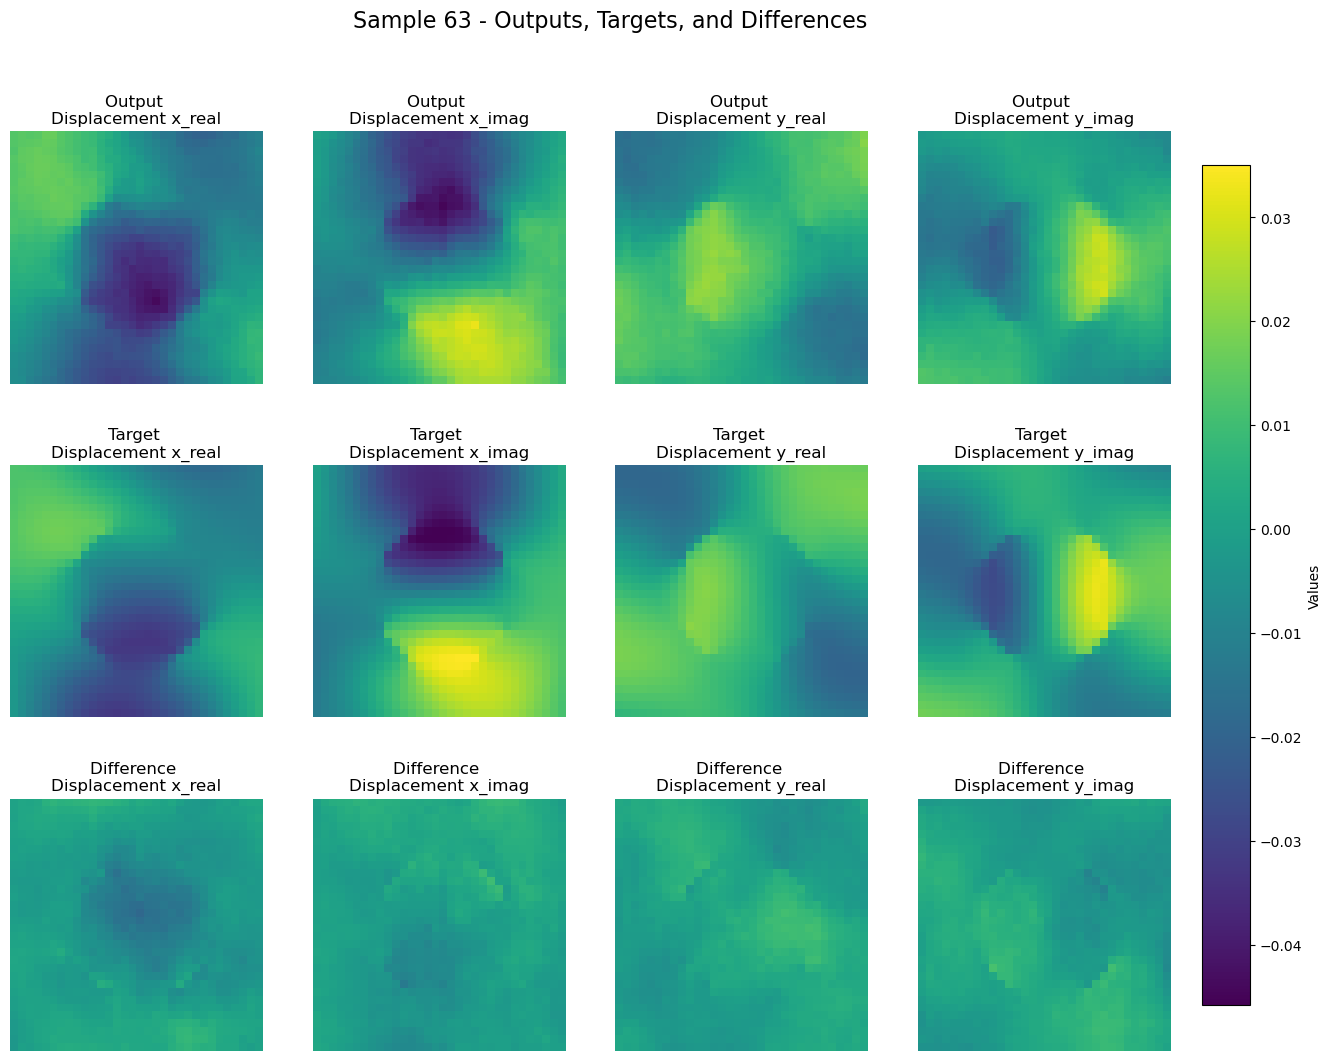 Sample 63 - Outputs, Targets, and Differences
Output
Displacement x_real
Output
Displacement x_imag
Output
Displacement y_real
Output
Displacement y_imag
Target
Displacement x_real
Target
Displacement x_imag
Target
Displacement y_real
Target
Displacement y_imag
Difference
Displacement x_real
Difference
Displacement x_imag
Difference
Displacement y_real
Difference
Displacement y_imag
0.03
0.02
0.01
0.00
−0.01
−0.02
−0.03
−0.04
Values